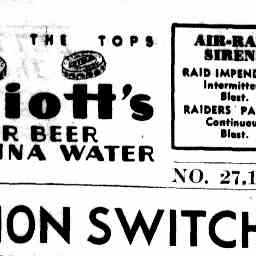 THE TOPS
iott's
R BEER
NA WATER
AIR-RA
SIREN
RAID IMPEND
Intermitte
Blast.
RAIDERS PA
Continuou
Blast.
NO. 27,1
ION SWITCH